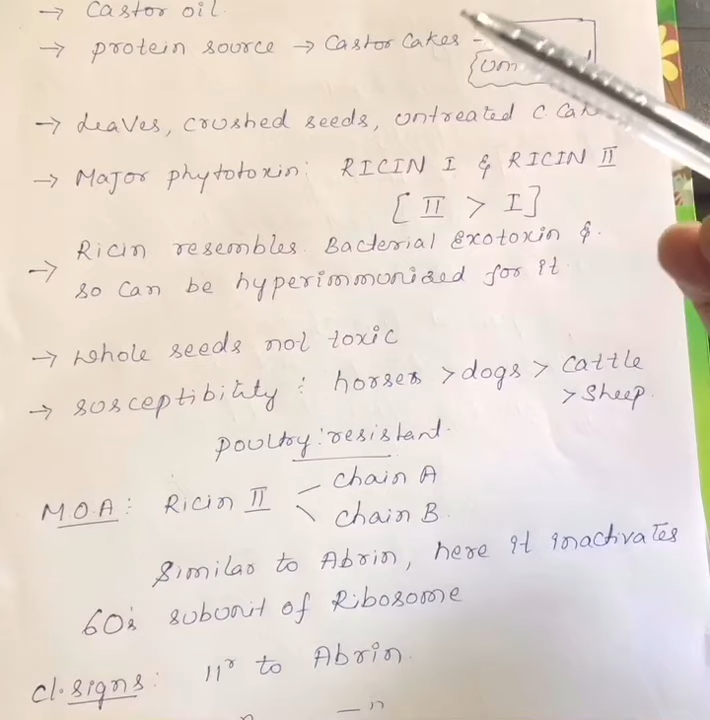 → Castor oil.
→ protein source → Castor Cakes -
→ Leaves, crushed seeds, untreated C Cak
→ Major phytotoxin: RICIN I & RICIN II
[II > I]
→ Ricin resembles Bacterial Exotoxin &
so can be hyperimmunized for it.
→ whole seeds not toxic
→ susceptibility : horses > dogs > cattle
> sheep.
poultry : resistant.
M.O.A: Ricin II
chain A
chain B
Similar to Abrin, here it inactivates
60s subunit of Ribosome
Cl. signs: 11r to Abrin.